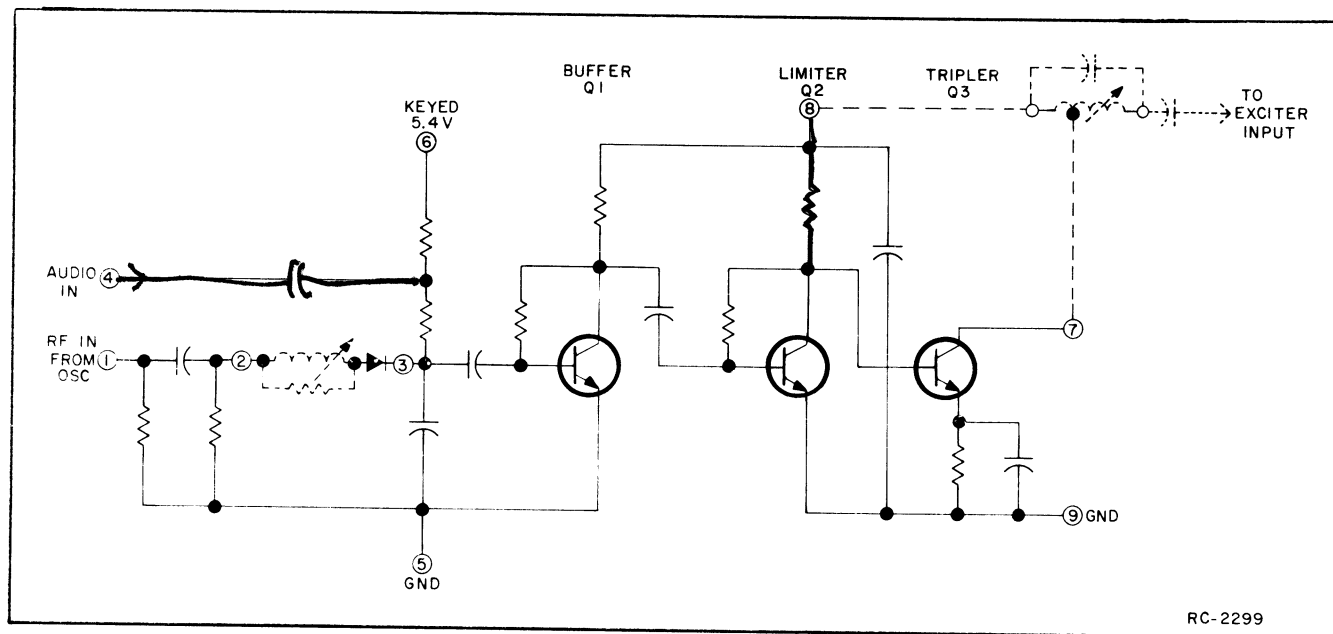 BUFFER
Q1
LIMITER
Q2
8
TRIPLER
Q3
TO
EXCITER
INPUT
KEYED
5.4V
6
AUDIO 4
IN
RF IN
FROM 1
OSC
2
3
7
5
GND
9 GND
RC-2299